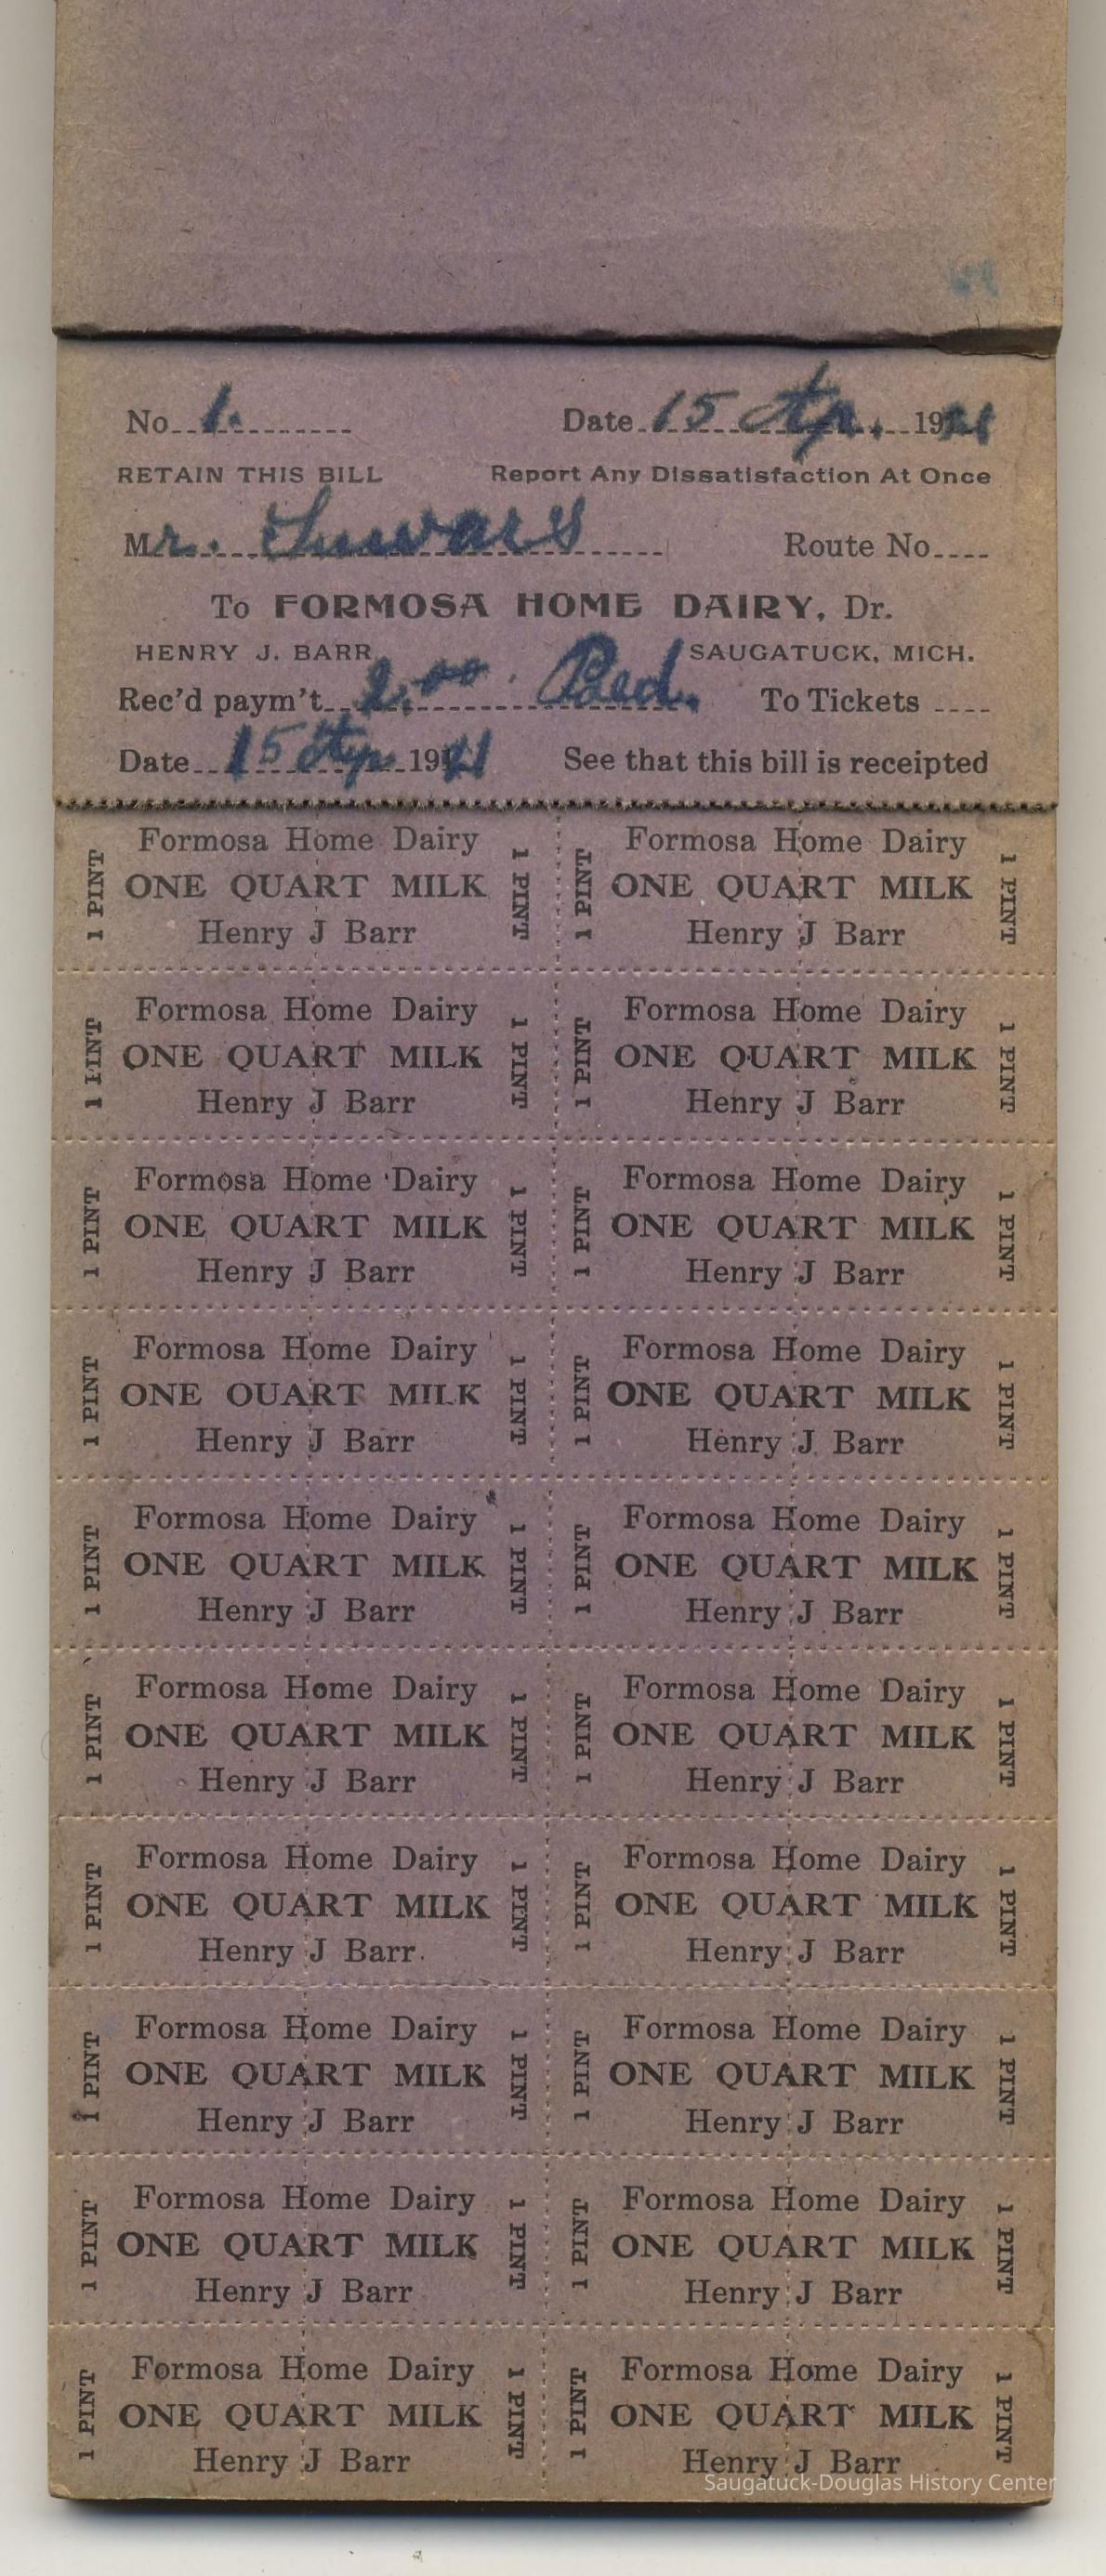 No. 1. Date 15 Ap. 19
RETAIN THIS BILL Report Any Dissatisfaction At Once
Mr. Route No.
To FORMOSA HOME DAIRY, Dr.
HENRY J. BARR SAUGATUCK, MICH.
Rec'd paym't 2.00 Paid. To Tickets
Date 15 Ap 19 See that this bill is receipted
1 PINT Formosa Home Dairy 1 PINT 1 PINT Formosa Home Dairy 1 PINT
ONE QUART MILK ONE QUART MILK
Henry J Barr Henry J Barr
1 PINT Formosa Home Dairy 1 PINT 1 PINT Formosa Home Dairy 1 PINT
ONE QUART MILK ONE QUART MILK
Henry J Barr Henry J Barr
1 PINT Formosa Home Dairy 1 PINT 1 PINT Formosa Home Dairy 1 PINT
ONE QUART MILK ONE QUART MILK
Henry J Barr Henry J Barr
1 PINT Formosa Home Dairy 1 PINT 1 PINT Formosa Home Dairy 1 PINT
ONE QUART MILK ONE QUART MILK
Henry J Barr Henry J. Barr
1 PINT Formosa Home Dairy 1 PINT 1 PINT Formosa Home Dairy 1 PINT
ONE QUART MILK ONE QUART MILK
Henry J Barr Henry J Barr
1 PINT Formosa Home Dairy 1 PINT 1 PINT Formosa Home Dairy 1 PINT
ONE QUART MILK ONE QUART MILK
Henry J Barr Henry J Barr
1 PINT Formosa Home Dairy 1 PINT 1 PINT Formosa Home Dairy 1 PINT
ONE QUART MILK ONE QUART MILK
Henry J Barr Henry J Barr
1 PINT Formosa Home Dairy 1 PINT 1 PINT Formosa Home Dairy 1 PINT
ONE QUART MILK ONE QUART MILK
Henry J Barr Henry J Barr
1 PINT Formosa Home Dairy 1 PINT 1 PINT Formosa Home Dairy 1 PINT
ONE QUART MILK ONE QUART MILK
Henry J Barr Henry J Barr
1 PINT Formosa Home Dairy 1 PINT 1 PINT Formosa Home Dairy 1 PINT
ONE QUART MILK ONE QUART MILK
Henry J Barr Henry J Barr
Saugatuck-Douglas History Center